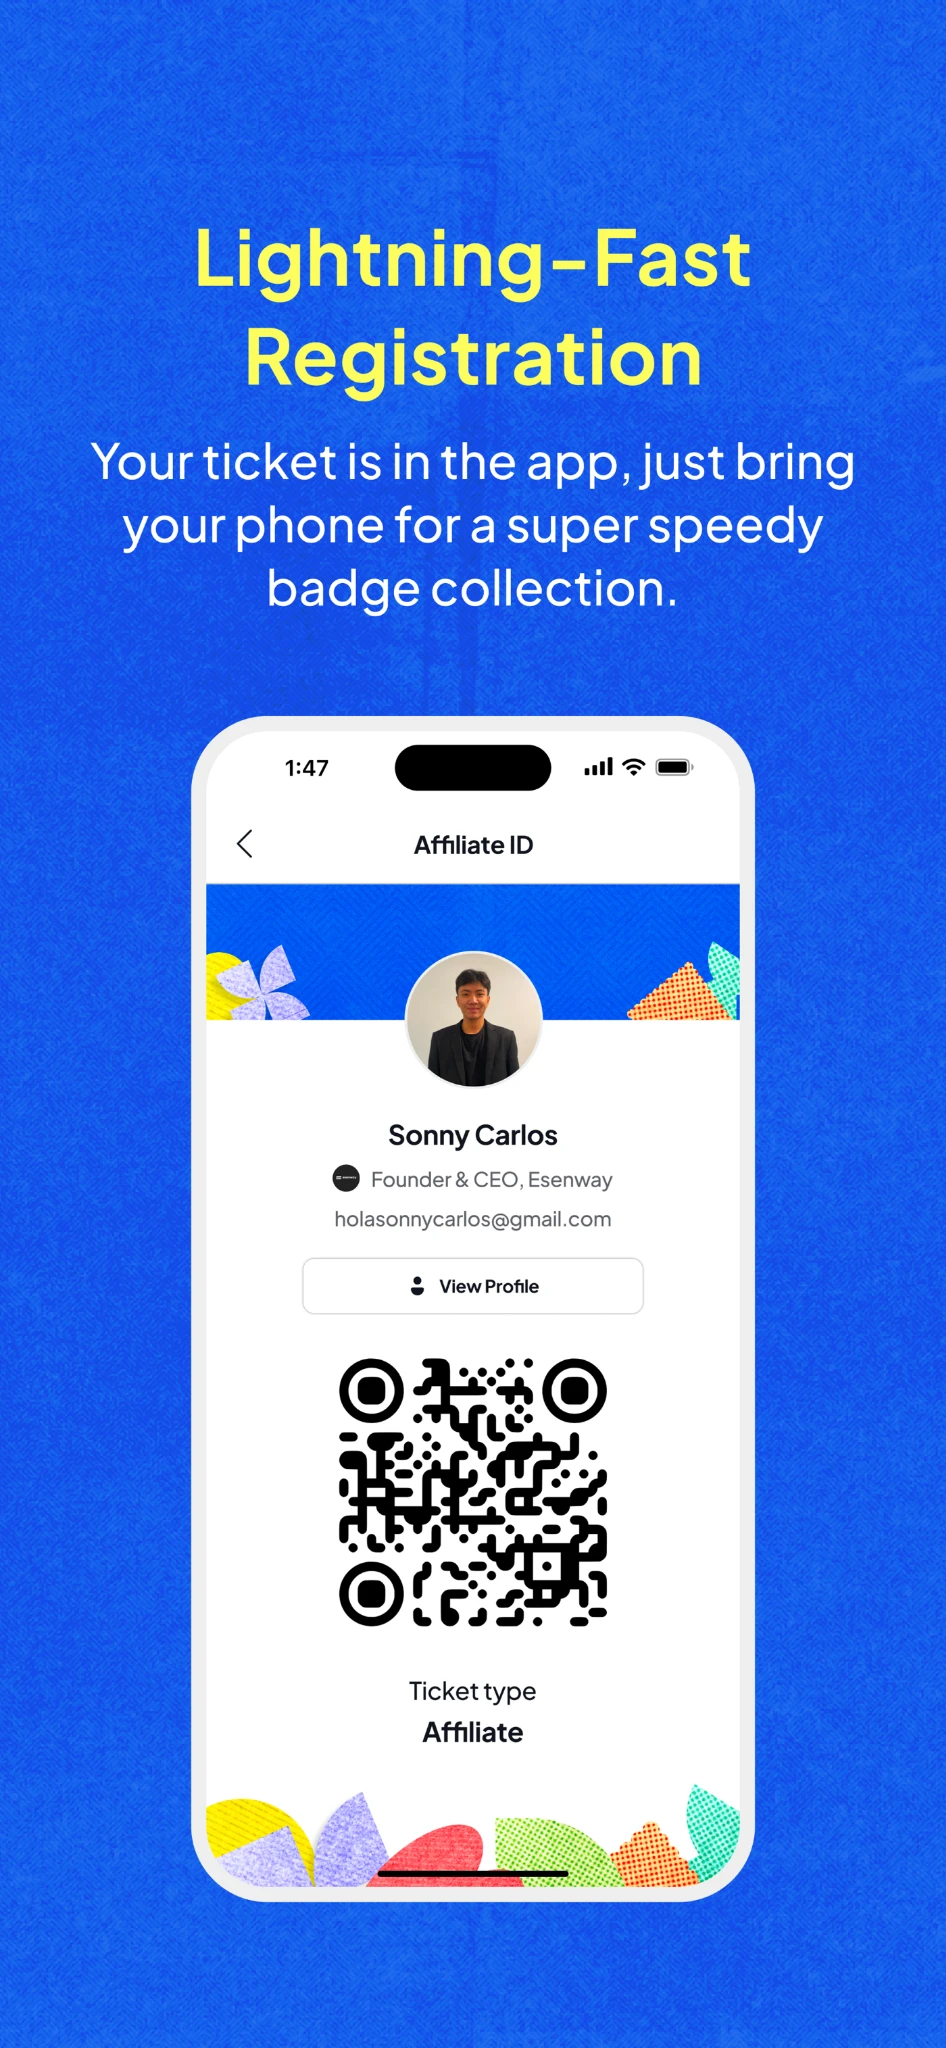 Lightning-Fast
Registration
Your ticket is in the app, just bring
your phone for a super speedy
badge collection.
1:47
Affiliate ID
Sonny Carlos
Founder & CEO, Esenway
holasonnycarlos@gmail.com
View Profile
Ticket type
Affiliate